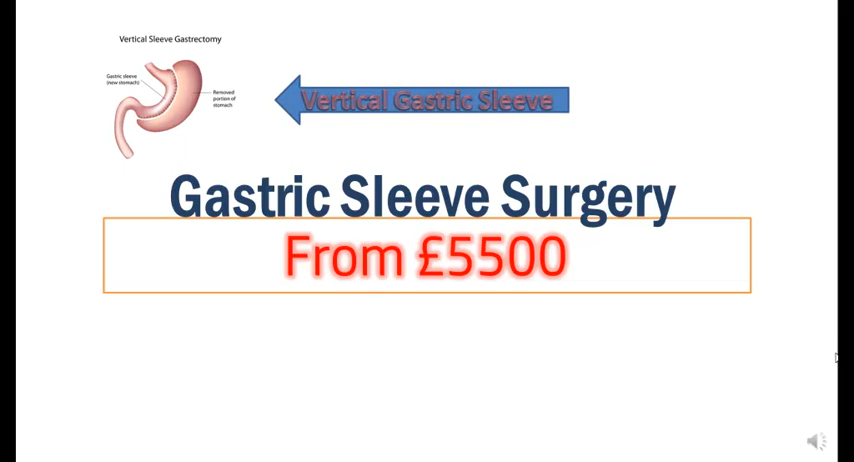 Vertical Sleeve Gastrectomy
Gastric sleeve
(new stomach)
Removed
portion of
stomach
Vertical Gastric Sleeve
Gastric Sleeve Surgery
From £5500